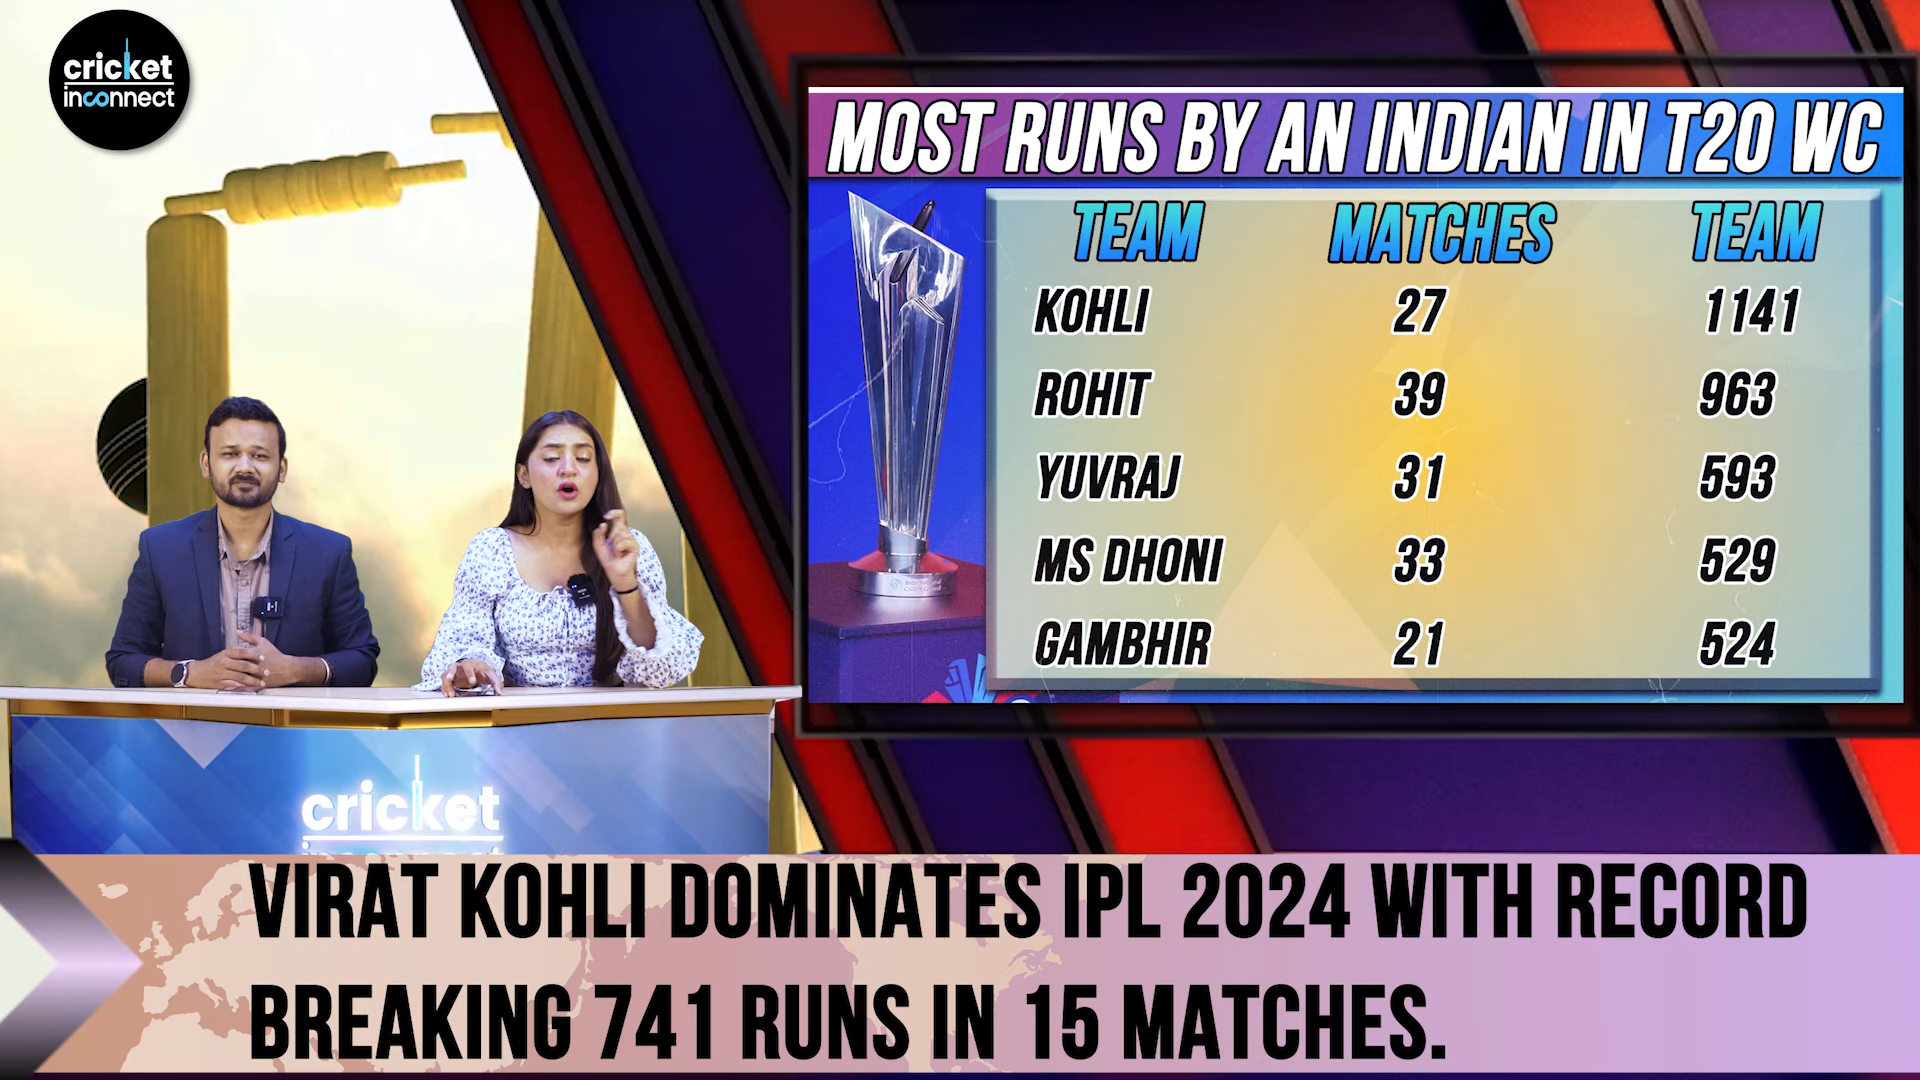 cricket
inconnect
MOST RUNS BY AN INDIAN IN T20 WC
TEAM MATCHES TEAM
KOHLI 27 1141
ROHIT 39 963
YUVRAJ 31 593
MS DHONI 33 529
GAMBHIR 21 524
cricket
VIRAT KOHLI DOMINATES IPL 2024 WITH RECORD
BREAKING 741 RUNS IN 15 MATCHES.